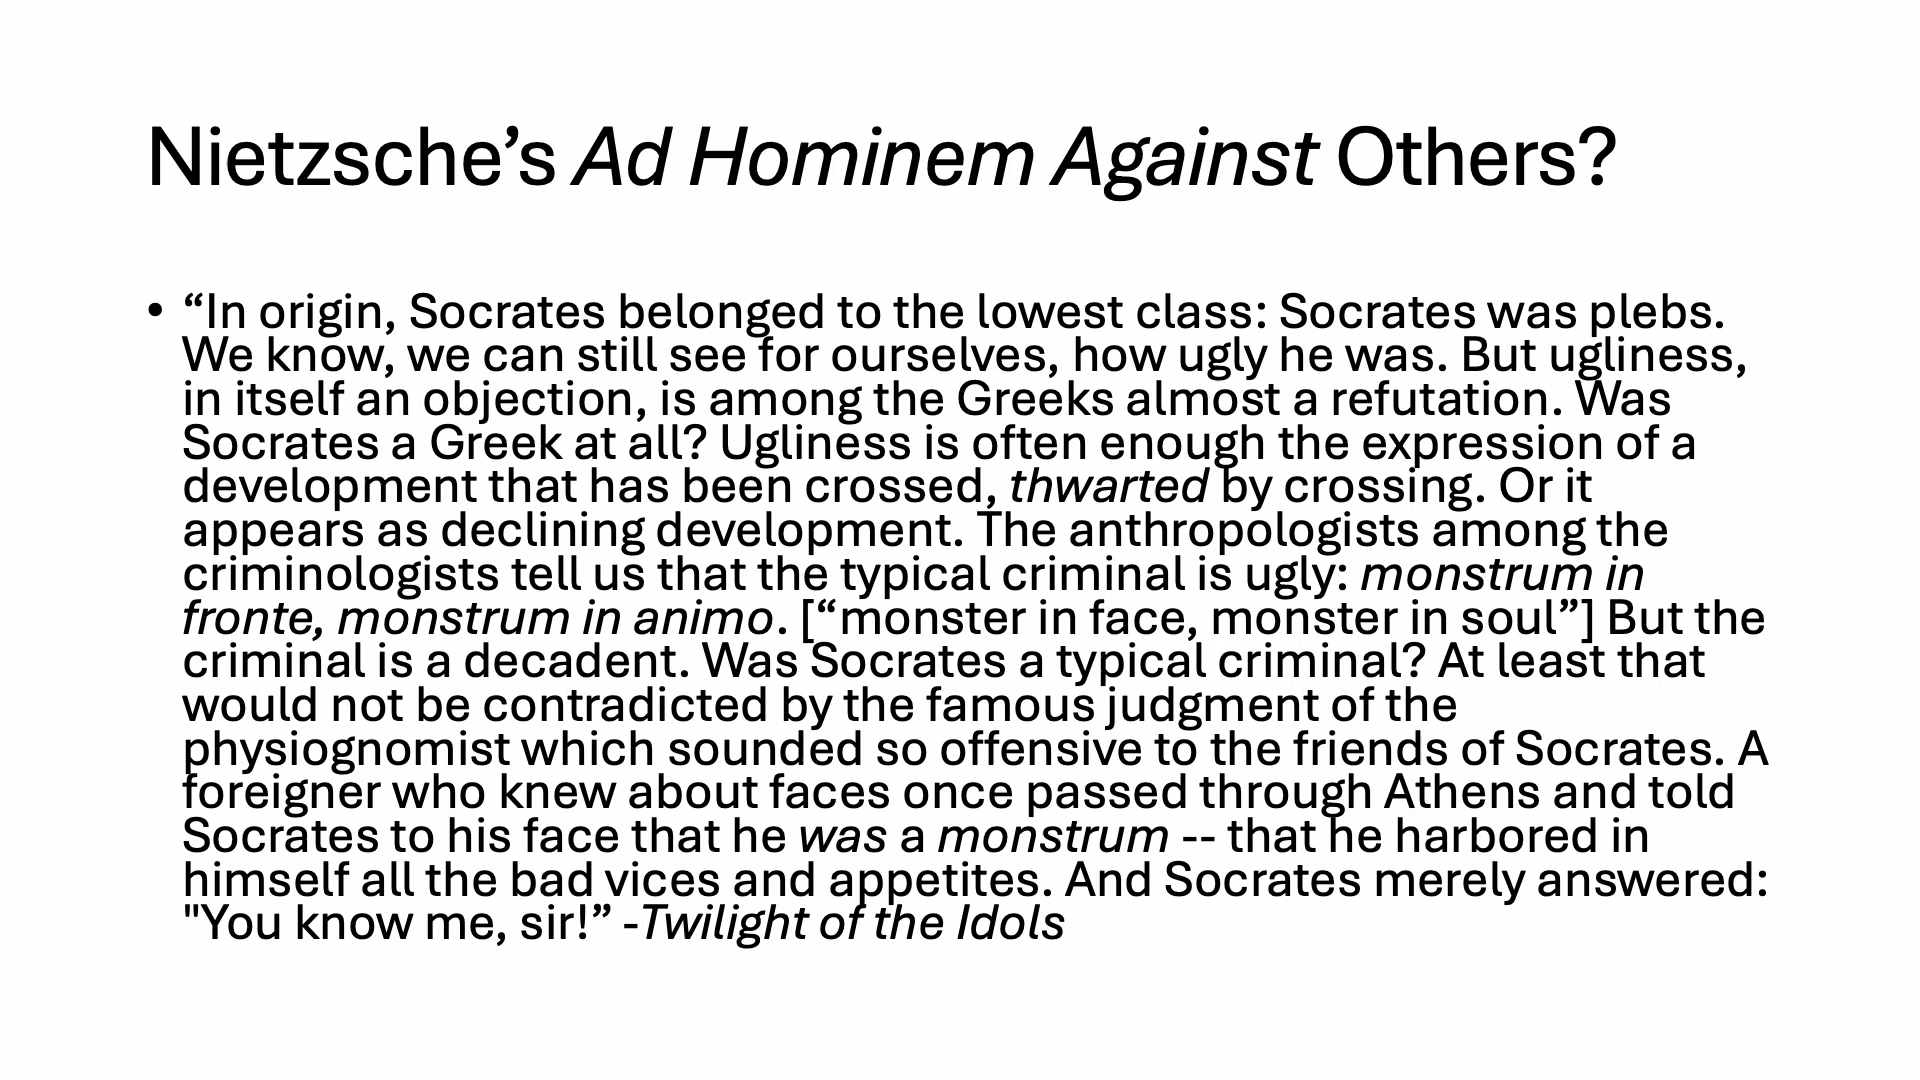 Nietzsche’s Ad Hominem Against Others?
• “In origin, Socrates belonged to the lowest class: Socrates was plebs.
We know, we can still see for ourselves, how ugly he was. But ugliness,
in itself an objection, is among the Greeks almost a refutation. Was
Socrates a Greek at all? Ugliness is often enough the expression of a
development that has been crossed, thwarted by crossing. Or it
appears as declining development. The anthropologists among the
criminologists tell us that the typical criminal is ugly: monstrum in
fronte, monstrum in animo. [“monster in face, monster in soul”] But the
criminal is a decadent. Was Socrates a typical criminal? At least that
would not be contradicted by the famous judgment of the
physiognomist which sounded so offensive to the friends of Socrates. A
foreigner who knew about faces once passed through Athens and told
Socrates to his face that he was a monstrum -- that he harbored in
himself all the bad vices and appetites. And Socrates merely answered:
"You know me, sir!” -Twilight of the Idols